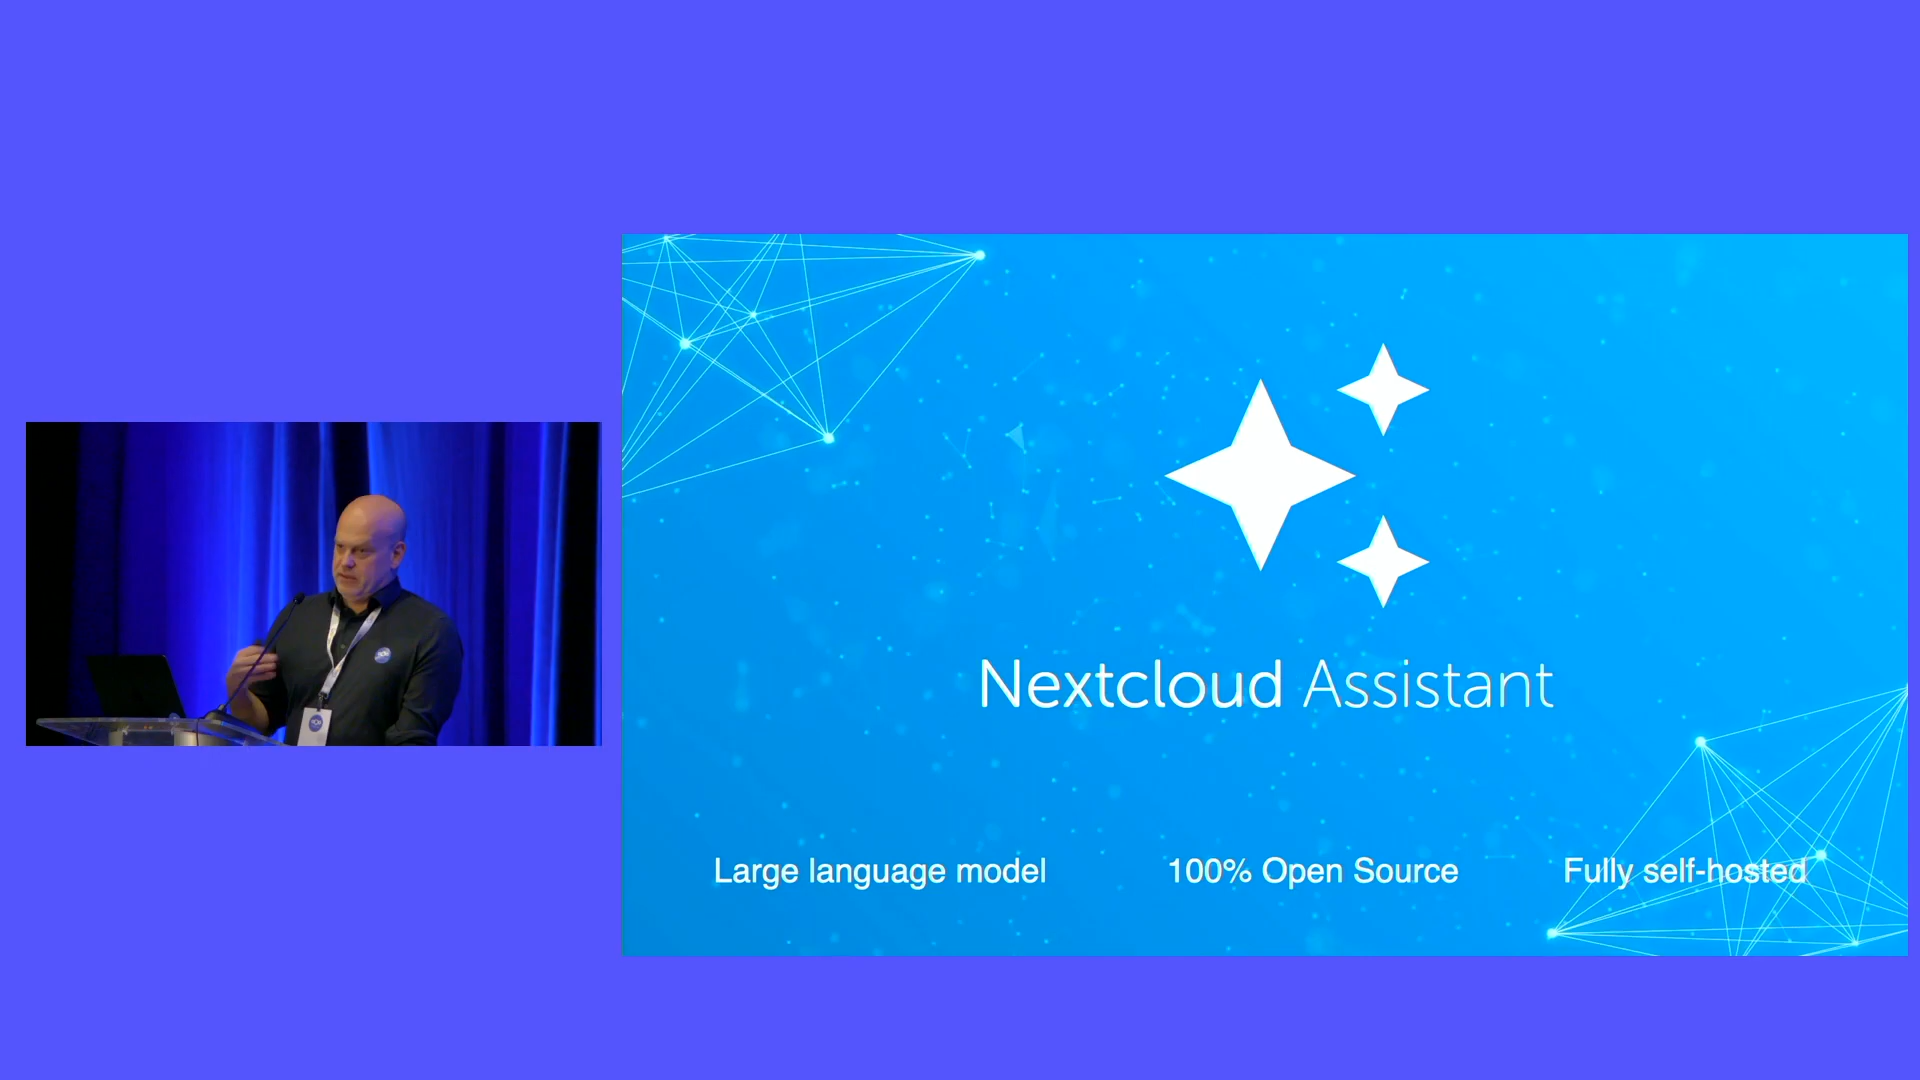 Nextcloud Assistant
Large language model
100% Open Source
Fully self-hosted